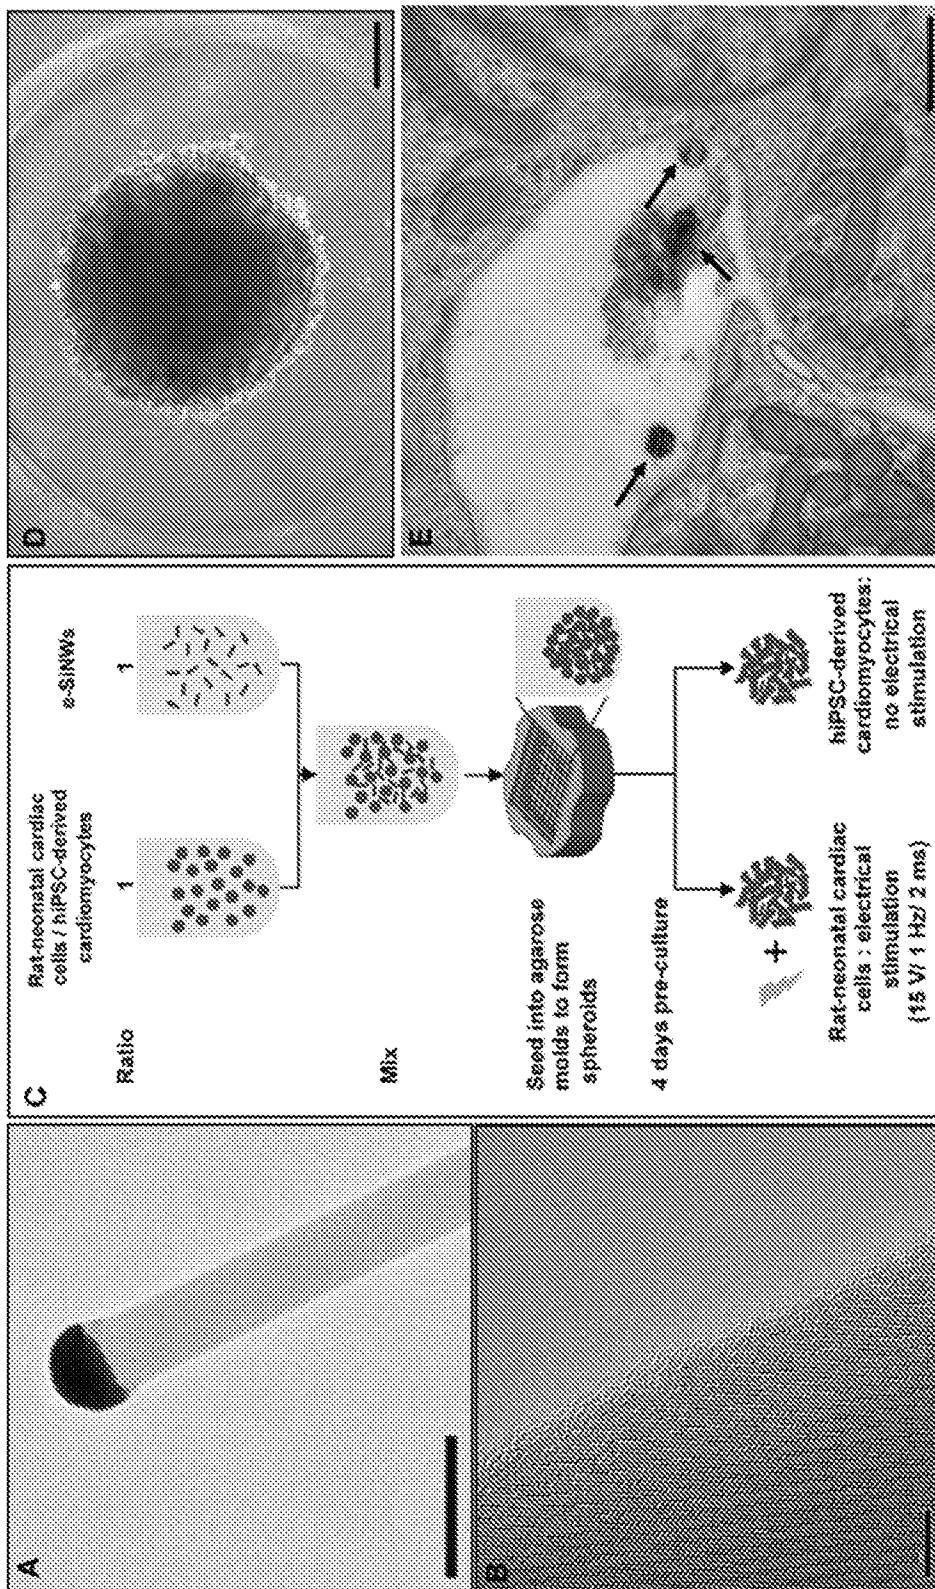 A
B
C
Rat-neonatal cardiac
cells / hiPSC-derived
cardiomyocytes
e-SiNWs
Ratio
1
1
Mix
Seed into agarose
molds to form
spheroids
4 days pre-culture
+
Rat-neonatal cardiac
cells : electrical
stimulation
(15 V/ 1 Hz/ 2 ms)
hiPSC-derived
cardiomyocytes:
no electrical
stimulation
D
E